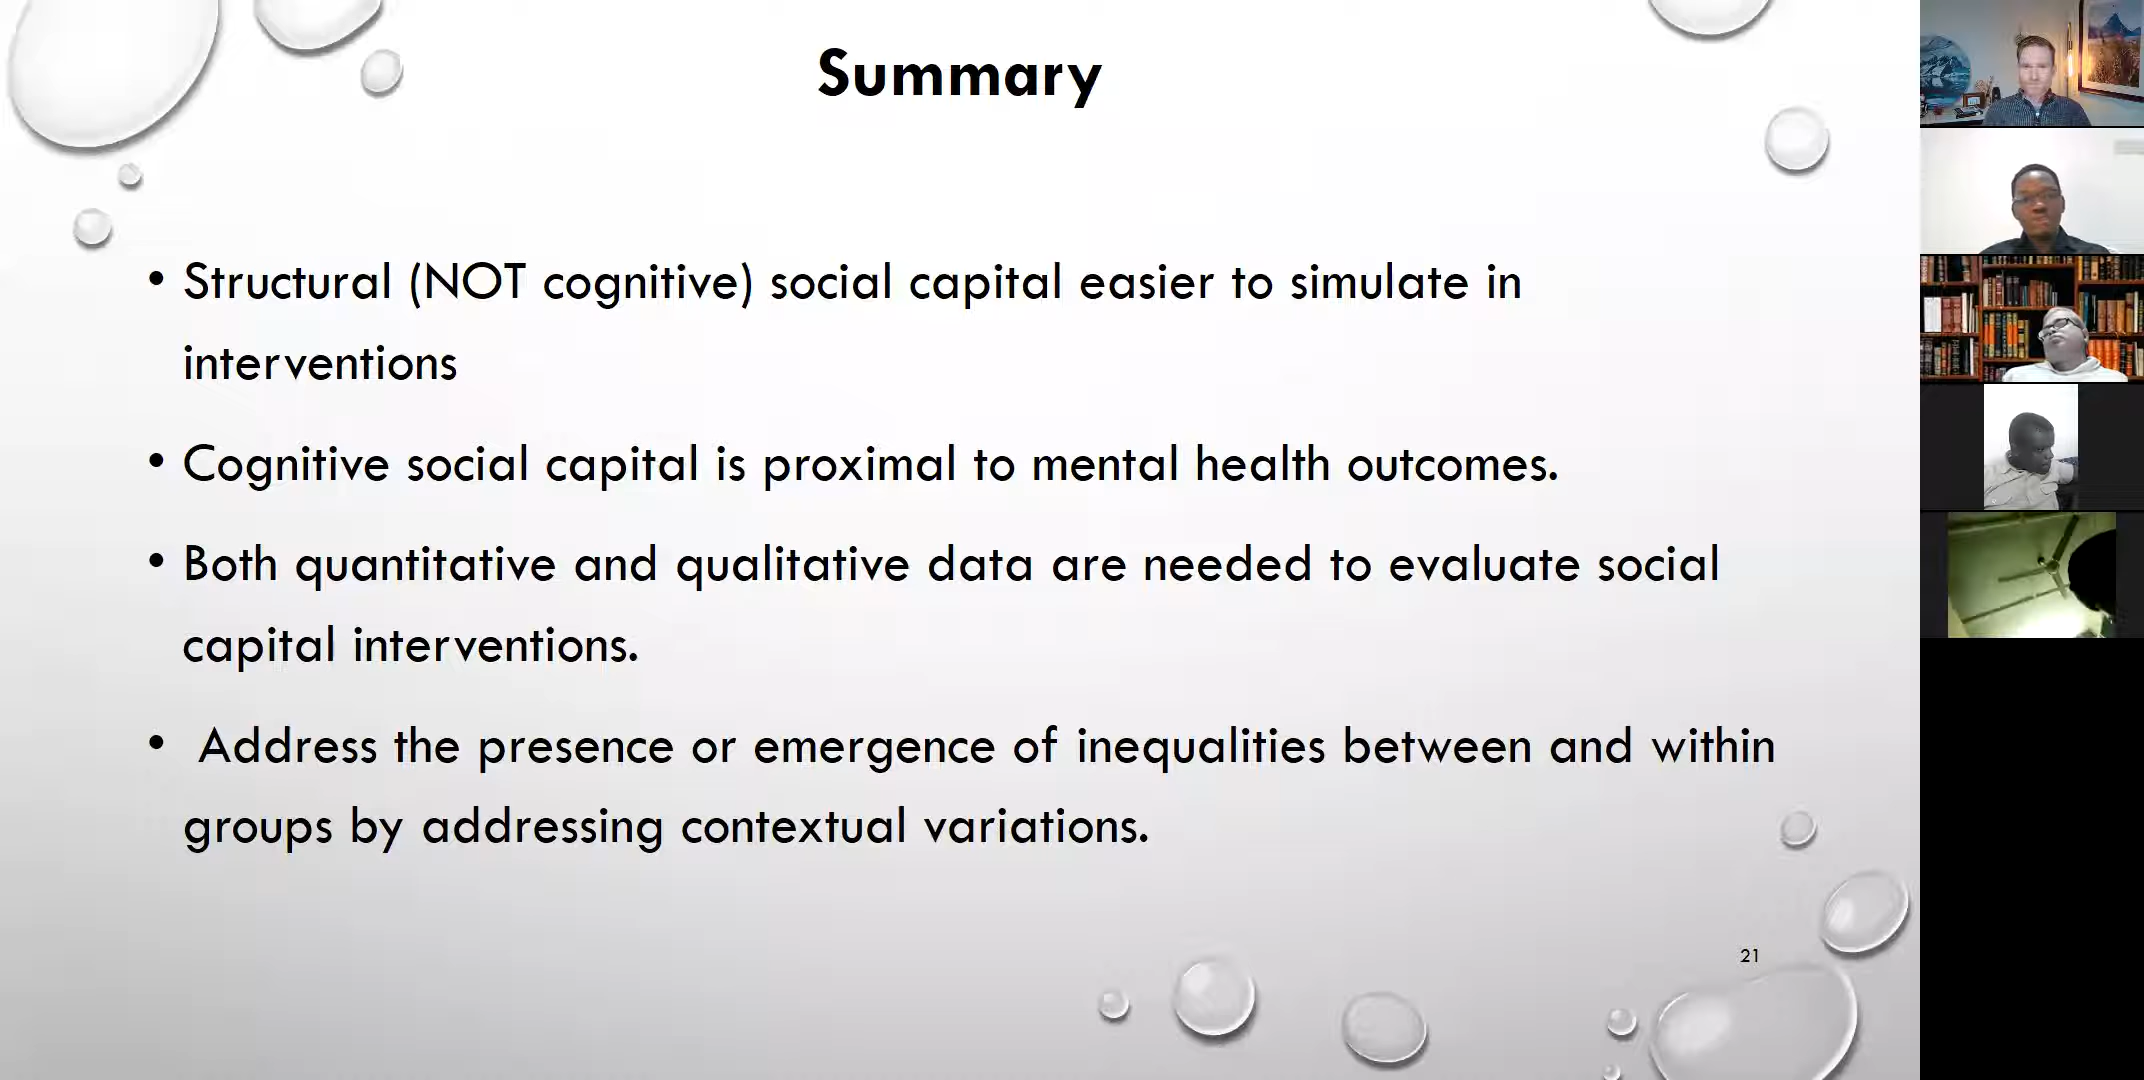 Summary
• Structural (NOT cognitive) social capital easier to simulate in
interventions
• Cognitive social capital is proximal to mental health outcomes.
• Both quantitative and qualitative data are needed to evaluate social
capital interventions.
• Address the presence or emergence of inequalities between and within
groups by addressing contextual variations.
21